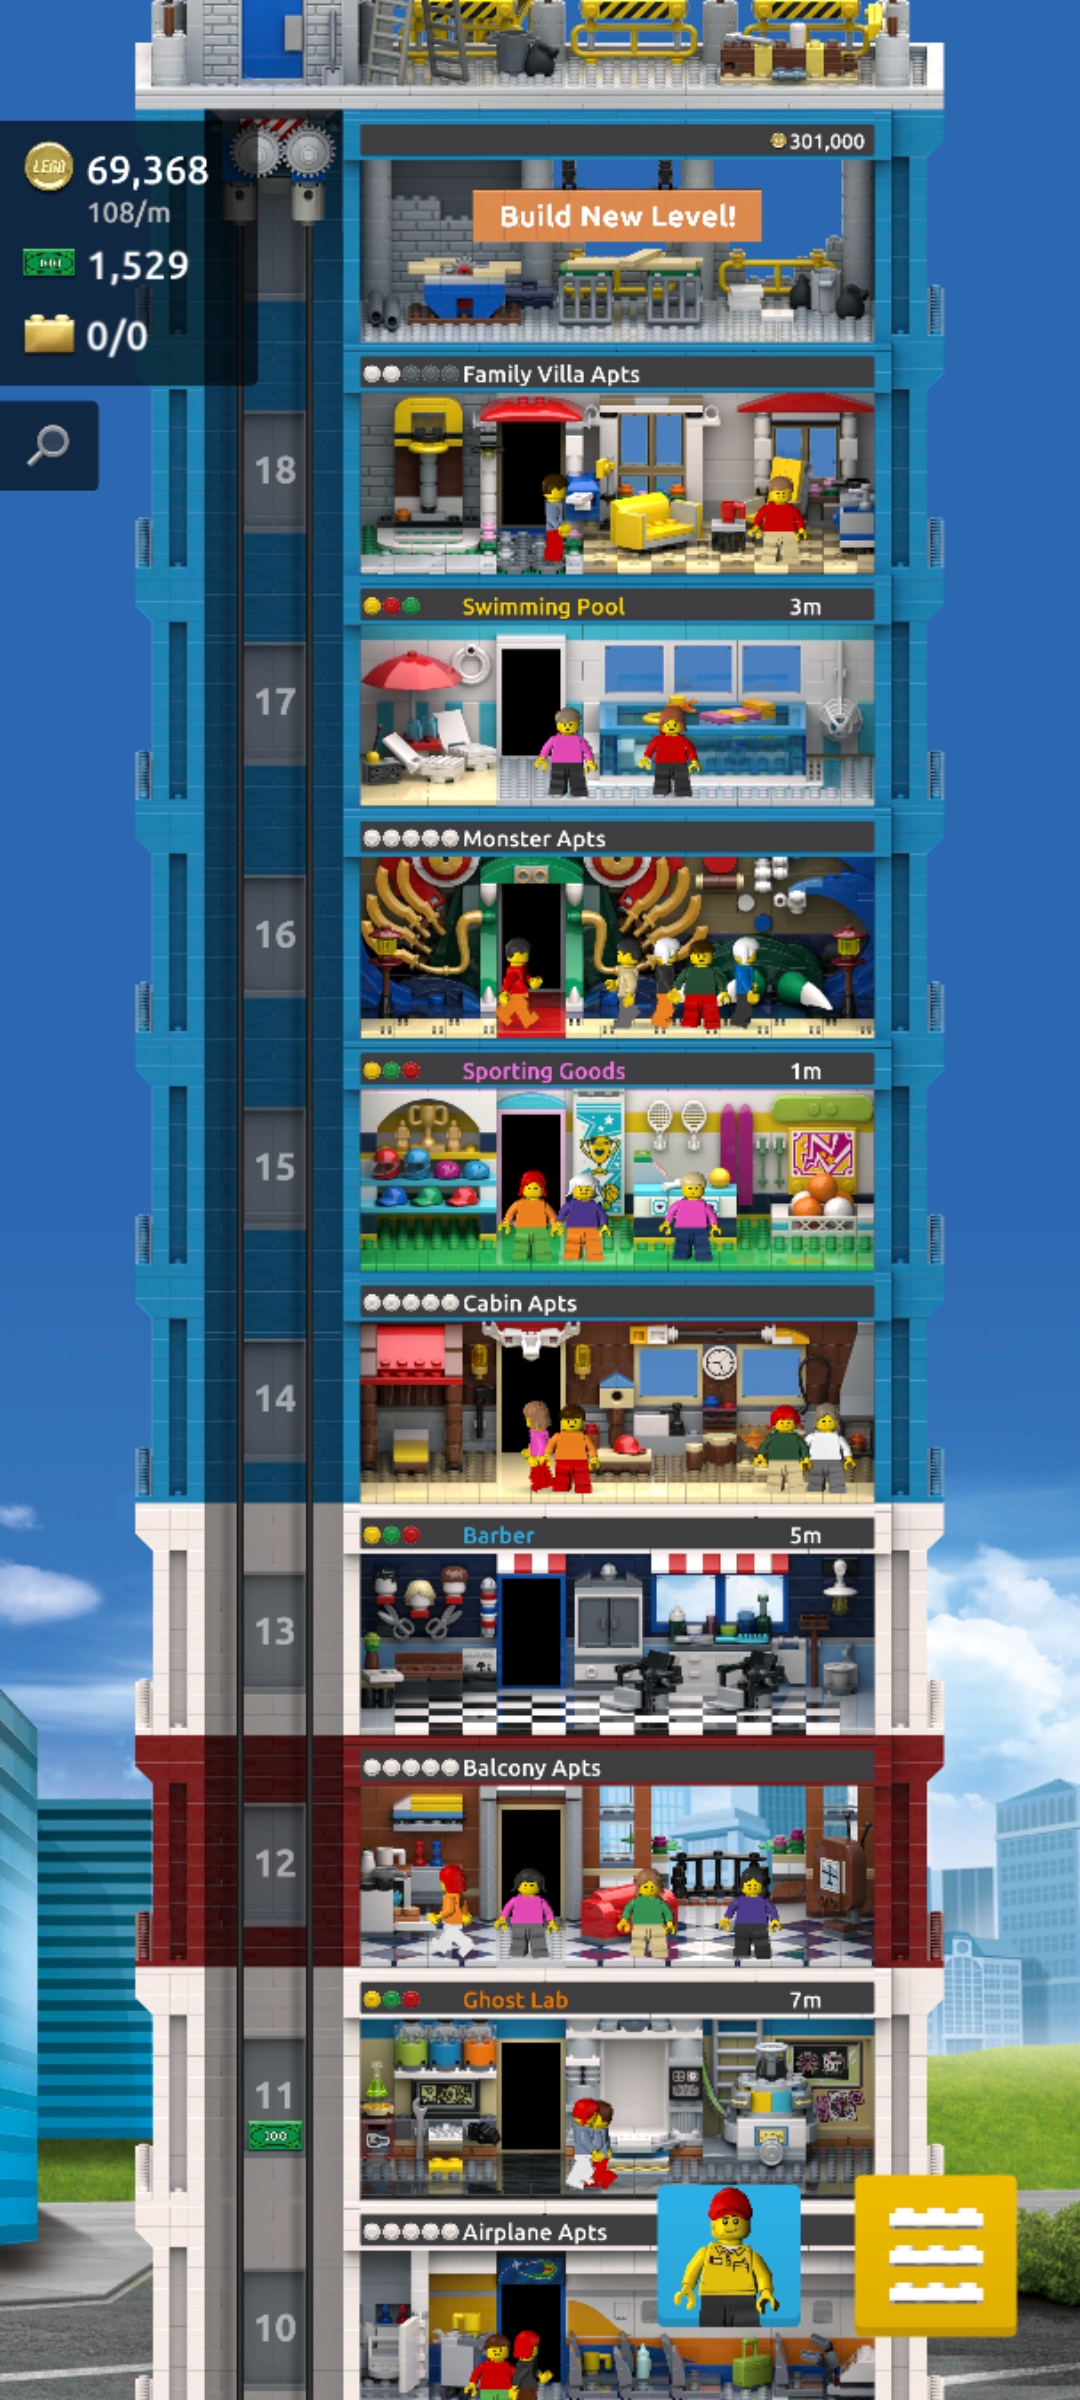 301,000
LEGO 69,368
108/m
Build New Level!
1,529
0/0
Family Villa Apts
18
Swimming Pool 3m
17
Monster Apts
16
Sporting Goods 1m
15
Cabin Apts
14
Barber 5m
13
Balcony Apts
12
Ghost Lab 7m
11
100
Airplane Apts
10